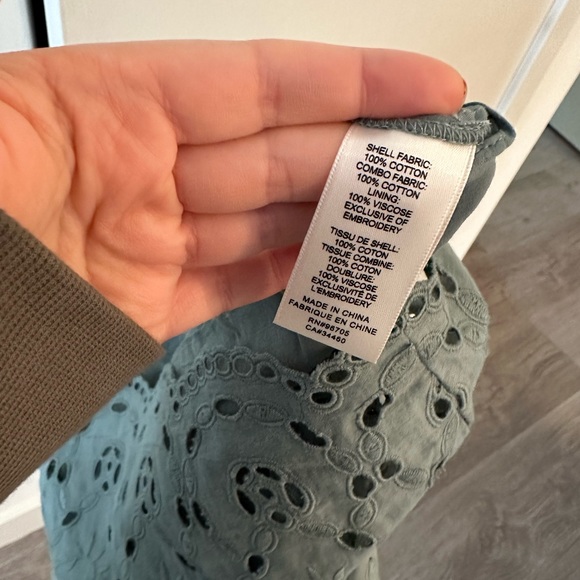 SHELL FABRIC:
100% COTTON
COMBO FABRIC:
100% COTTON
LINING:
100% VISCOSE
EXCLUSIVE OF
EMBROIDERY
TISSU DE SHELL:
100% COTON
TISSUE COMBINE:
100% COTON
DOUBLURE:
100% VISCOSE
EXCLUSIVITÉ DE
L'EMBROIDERY
MADE IN CHINA
FABRIQUE EN CHINE
RN#96705
CA#34460